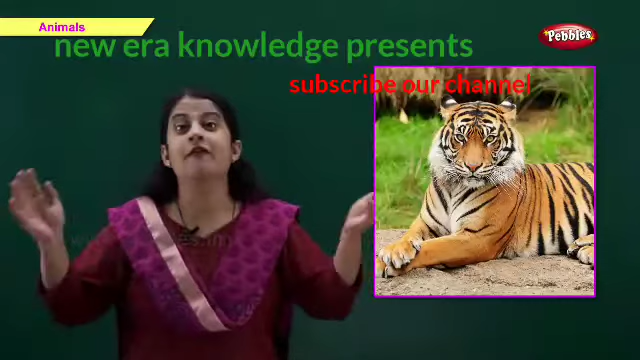 Animals
new era knowledge presents
Pebbles
subscribe our channel